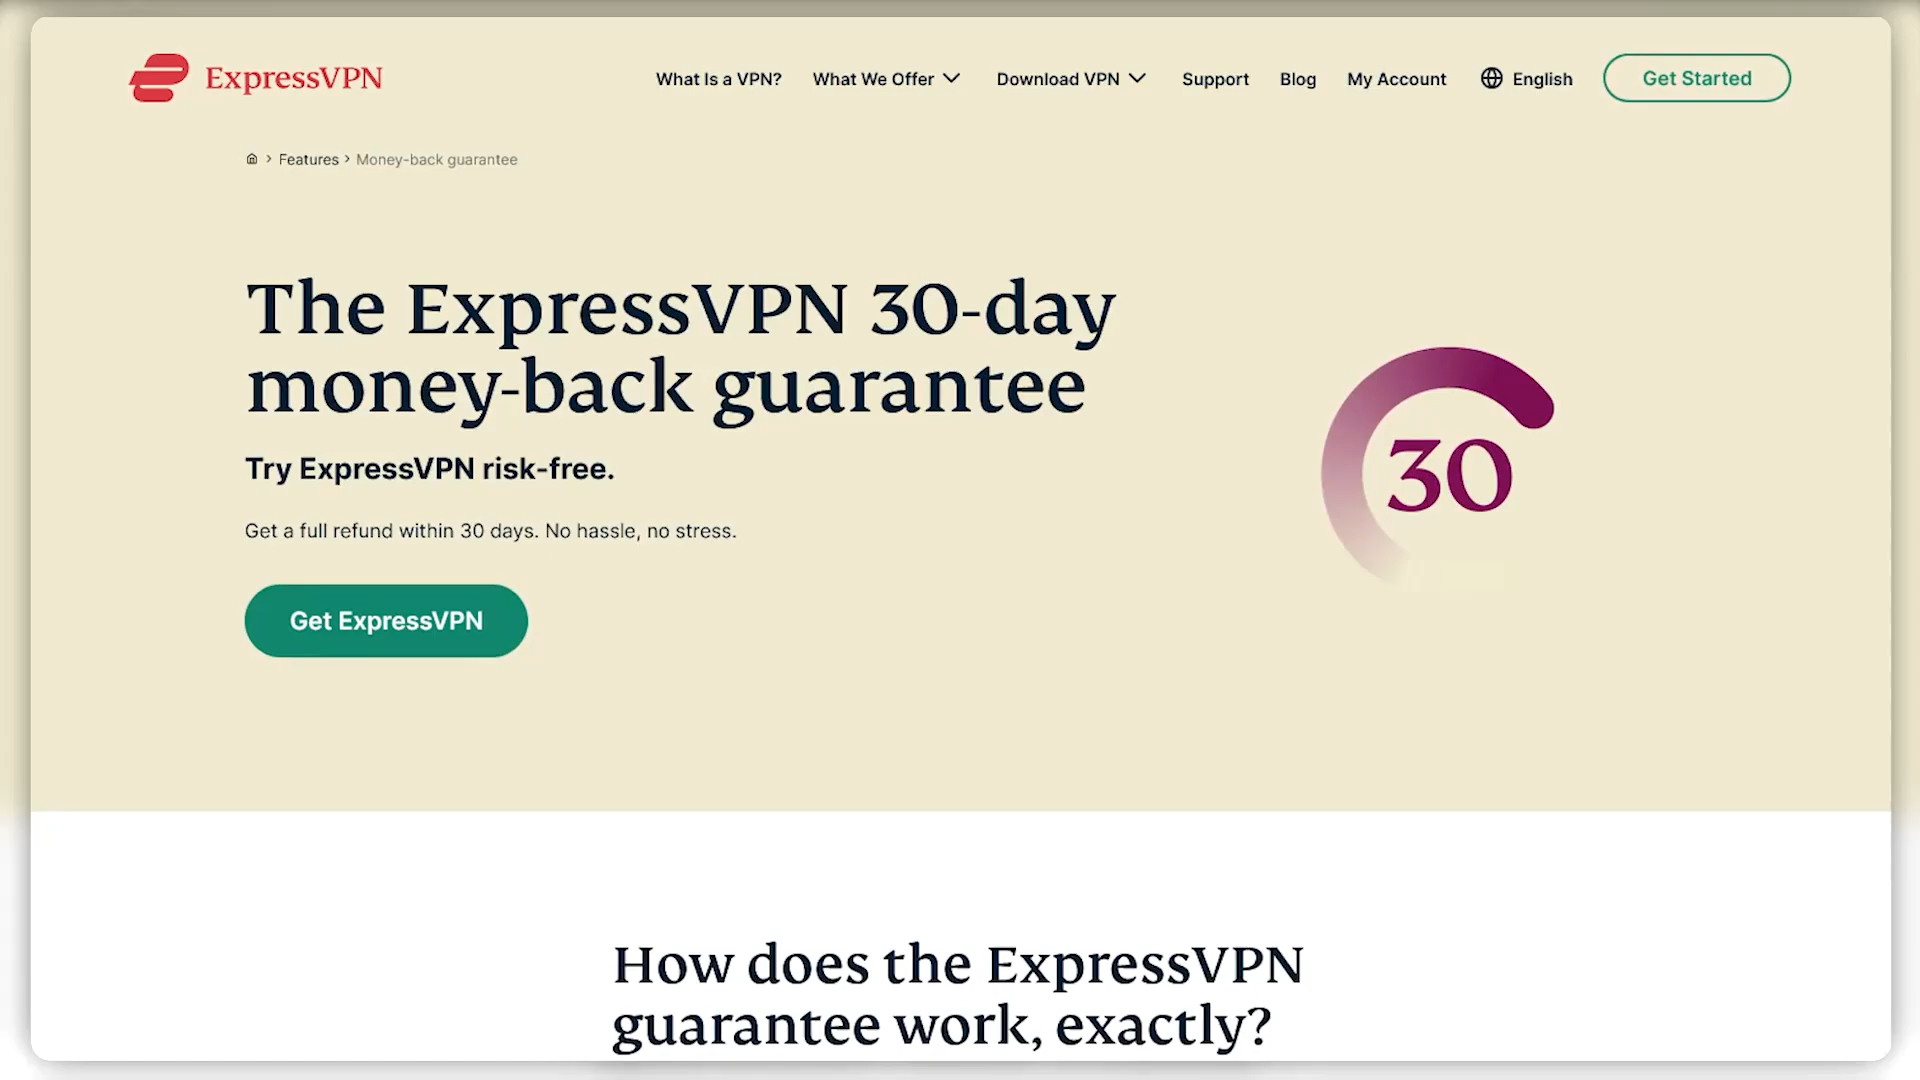 ExpressVPN
What Is a VPN? What We Offer Download VPN Support Blog My Account English Get Started
Features > Money-back guarantee
The ExpressVPN 30-day
money-back guarantee
Try ExpressVPN risk-free.
Get a full refund within 30 days. No hassle, no stress.
Get ExpressVPN
30
How does the ExpressVPN
guarantee work, exactly?